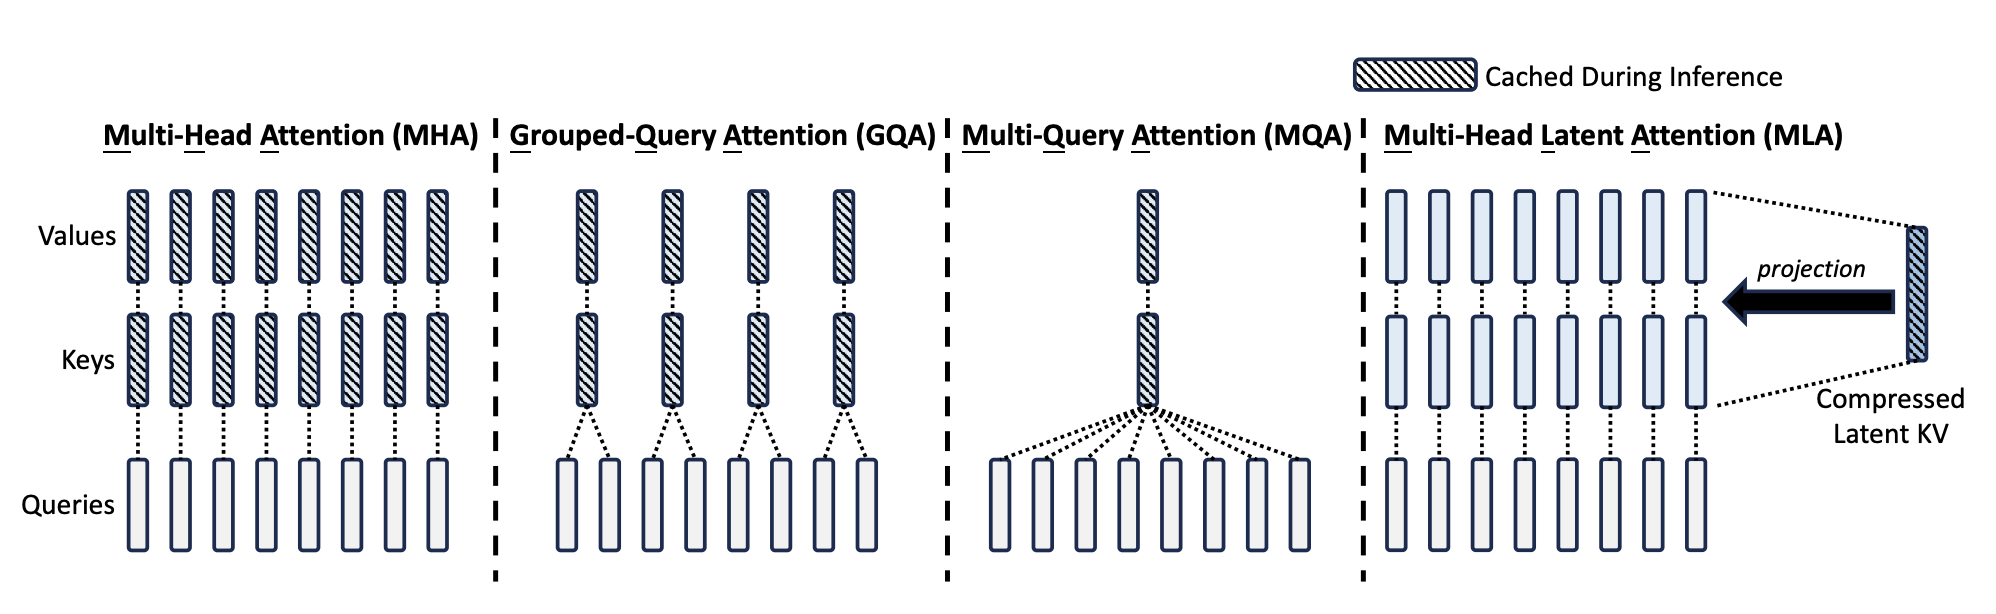 Cached During Inference
Multi-Head Attention (MHA)
Grouped-Query Attention (GQA)
Multi-Query Attention (MQA)
Multi-Head Latent Attention (MLA)
Values
projection
Keys
Compressed
Latent KV
Queries